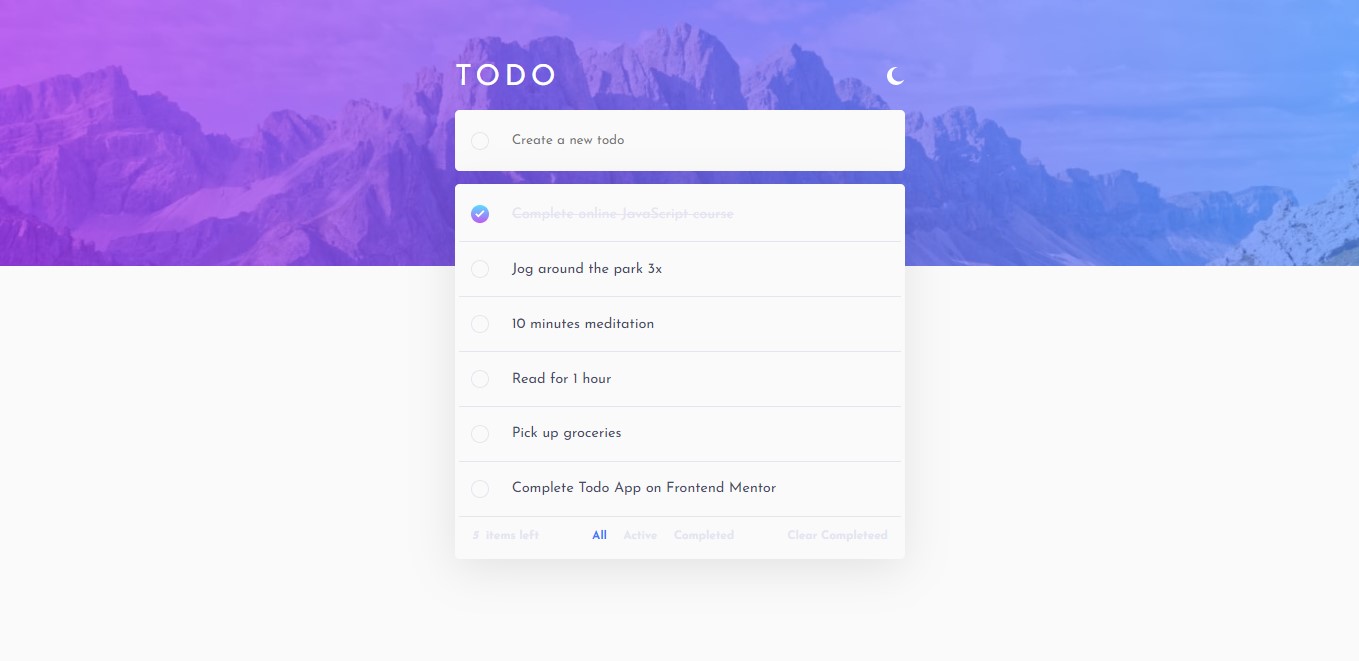 TODO
Create a new todo
Complete online JavaScript course
Jog around the park 3x
10 minutes meditation
Read for 1 hour
Pick up groceries
Complete Todo App on Frontend Mentor
5 items left All Active Completed Clear Completeed